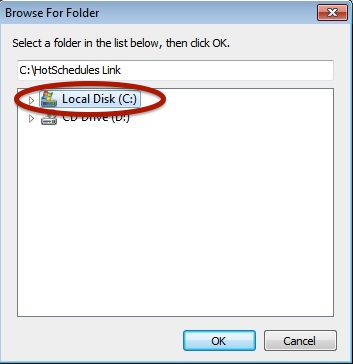 Browse For Folder
Select a folder in the list below, then click OK.
C:\HotSchedules Link
Local Disk (C:)
CD Drive (D:)
OK
Cancel